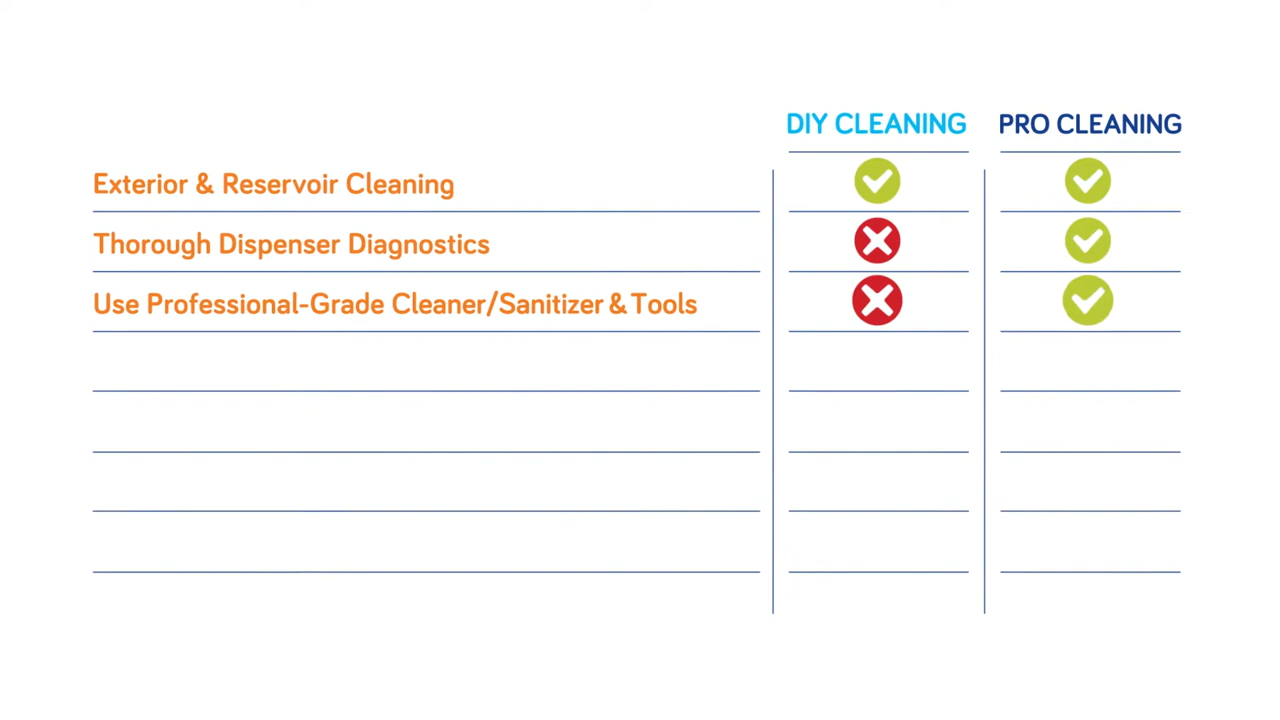 DIY CLEANING PRO CLEANING
Exterior & Reservoir Cleaning
Thorough Dispenser Diagnostics
Use Professional-Grade Cleaner/Sanitizer & Tools